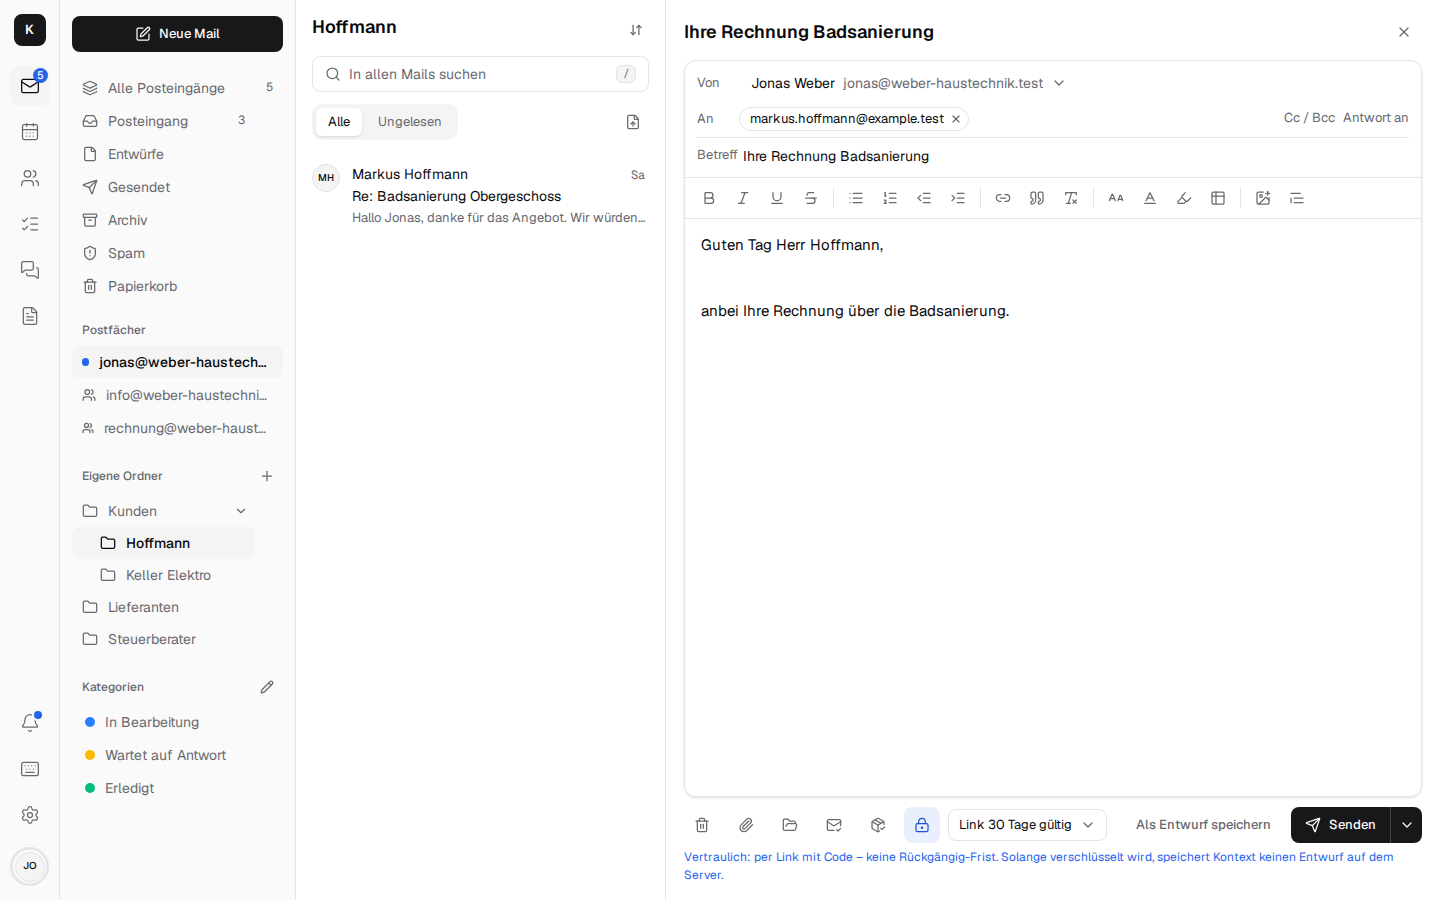 K
5
JO
Neue Mail
Alle Posteingänge 5
Posteingang 3
Entwürfe
Gesendet
Archiv
Spam
Papierkorb
Postfächer
jonas@weber-haustech…
info@weber-haustechni…
rechnung@weber-haust…
Eigene Ordner
Kunden
Hoffmann
Keller Elektro
Lieferanten
Steuerberater
Kategorien
In Bearbeitung
Wartet auf Antwort
Erledigt
Hoffmann
In allen Mails suchen /
Alle Ungelesen
MH Markus Hoffmann Sa
Re: Badsanierung Obergeschoss
Hallo Jonas, danke für das Angebot. Wir würden…
Ihre Rechnung Badsanierung
Von Jonas Weber jonas@weber-haustechnik.test
An markus.hoffmann@example.test Cc / Bcc Antwort an
Betreff Ihre Rechnung Badsanierung
Guten Tag Herr Hoffmann,
anbei Ihre Rechnung über die Badsanierung.
Link 30 Tage gültig Als Entwurf speichern Senden
Vertraulich: per Link mit Code – keine Rückgängig-Frist. Solange verschlüsselt wird, speichert Kontext keinen Entwurf auf dem
Server.